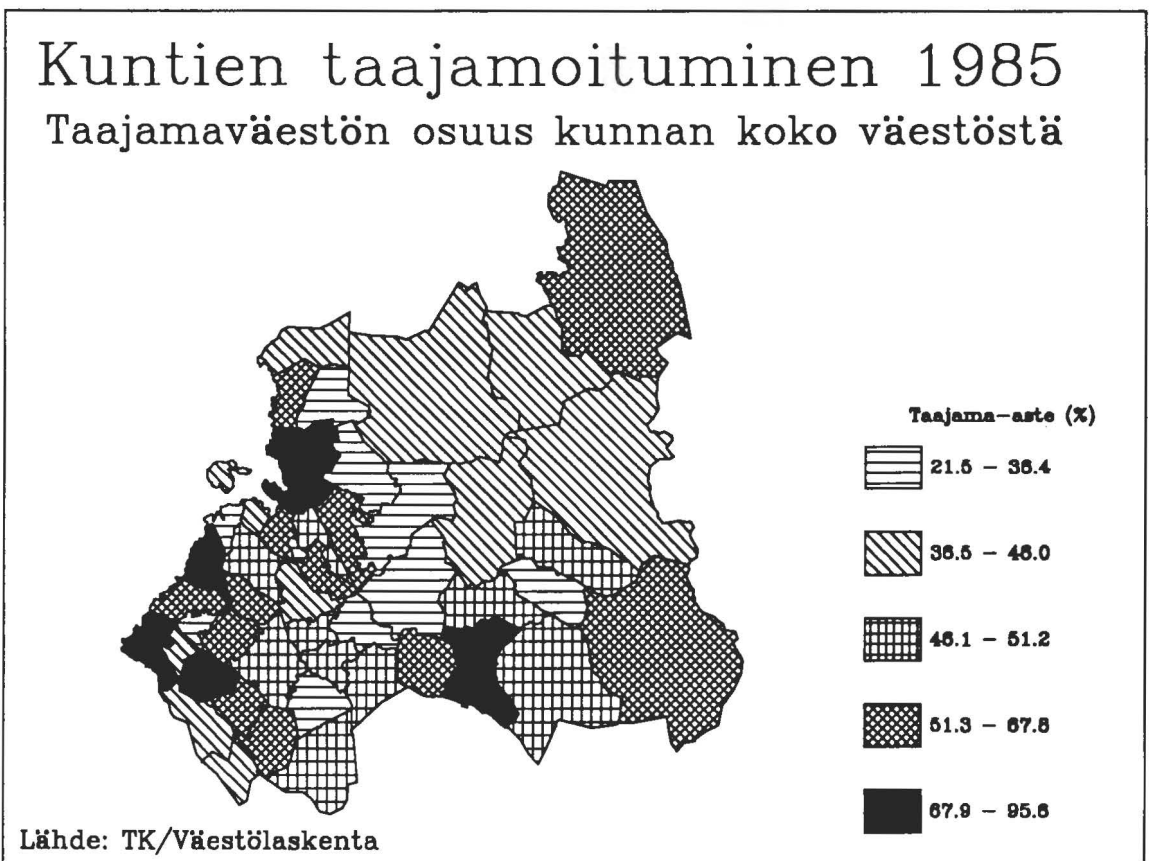 Kuntien taajamoituminen 1985
Taajamaväestön osuus kunnan koko väestöstä
Taajama-aste (%)
21.5 - 36.4
36.5 - 46.0
46.1 - 51.2
51.3 - 67.8
67.9 - 95.6
Lähde: TK/Väestölaskenta